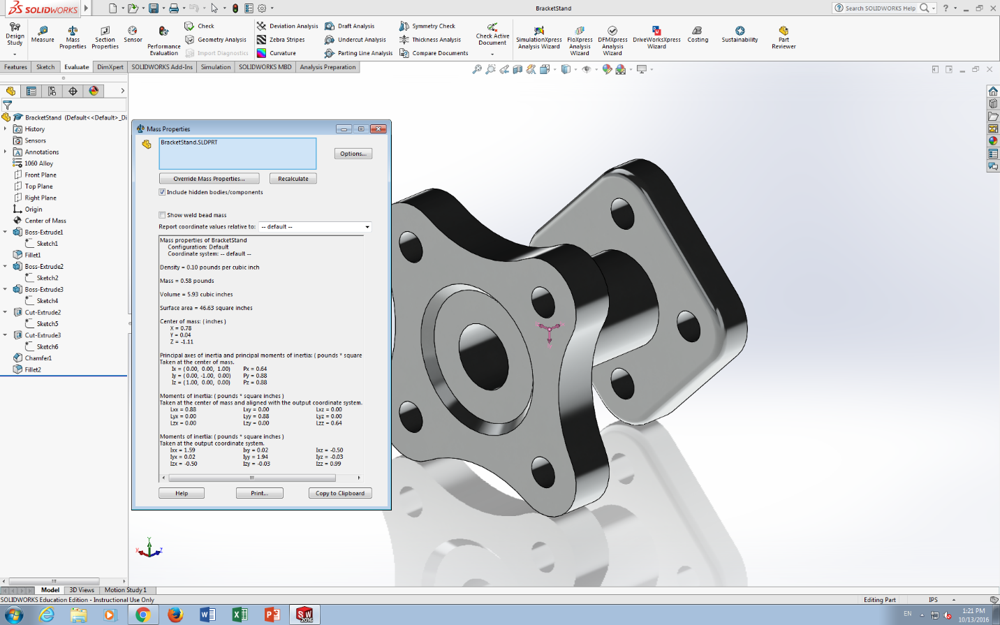 SOLIDWORKS
BracketStand
Search SOLIDWORKS Help
Design Study
Measure
Mass Properties
Section Properties
Sensor
Performance Evaluation
Check
Geometry Analysis
Import Diagnostics
Deviation Analysis
Zebra Stripes
Curvature
Draft Analysis
Undercut Analysis
Parting Line Analysis
Symmetry Check
Thickness Analysis
Compare Documents
Check Active Document
SimulationXpress Analysis Wizard
FloXpress Analysis Wizard
DFMXpress Analysis Wizard
DriveWorksXpress Wizard
Costing
Sustainability
Part Reviewer
Features Sketch Evaluate DimXpert SOLIDWORKS Add-Ins Simulation SOLIDWORKS MBD Analysis Preparation
BracketStand (Default<<Default>_Di
History
Sensors
Annotations
1060 Alloy
Front Plane
Top Plane
Right Plane
Origin
Center of Mass
Boss-Extrude1
Sketch1
Fillet1
Boss-Extrude2
Sketch2
Boss-Extrude3
Sketch4
Cut-Extrude2
Sketch5
Cut-Extrude3
Sketch6
Chamfer1
Fillet2
Mass Properties
BracketStand.SLDPRT
Options...
Override Mass Properties... Recalculate
Include hidden bodies/components
Show weld bead mass
Report coordinate values relative to: -- default --
Mass properties of BracketStand
Configuration: Default
Coordinate system: -- default --
Density = 0.10 pounds per cubic inch
Mass = 0.58 pounds
Volume = 5.93 cubic inches
Surface area = 46.63 square inches
Center of mass: ( inches )
X = 0.78
Y = 0.04
Z = -1.11
Principal axes of inertia and principal moments of inertia: ( pounds * square
Taken at the center of mass.
Ix = ( 0.00, 0.00, 1.00) Px = 0.64
Iy = ( 0.00, -1.00, 0.00) Py = 0.88
Iz = ( 1.00, 0.00, 0.00) Pz = 0.88
Moments of inertia: ( pounds * square inches )
Taken at the center of mass and aligned with the output coordinate system.
Lxx = 0.88 Lxy = 0.00 Lxz = 0.00
Lyx = 0.00 Lyy = 0.88 Lyz = 0.00
Lzx = 0.00 Lzy = 0.00 Lzz = 0.64
Moments of inertia: ( pounds * square inches )
Taken at the output coordinate system.
Ixx = 1.59 Ixy = 0.02 Ixz = -0.50
Iyx = 0.02 Iyy = 1.94 Iyz = -0.03
Izx = -0.50 Izy = -0.03 Izz = 0.99
Help Print... Copy to Clipboard
Y
X Z
Model 3D Views Motion Study 1
SOLIDWORKS Education Edition - Instructional Use Only
Editing Part IPS
EN
1:21 PM
10/13/2016
SW
2016